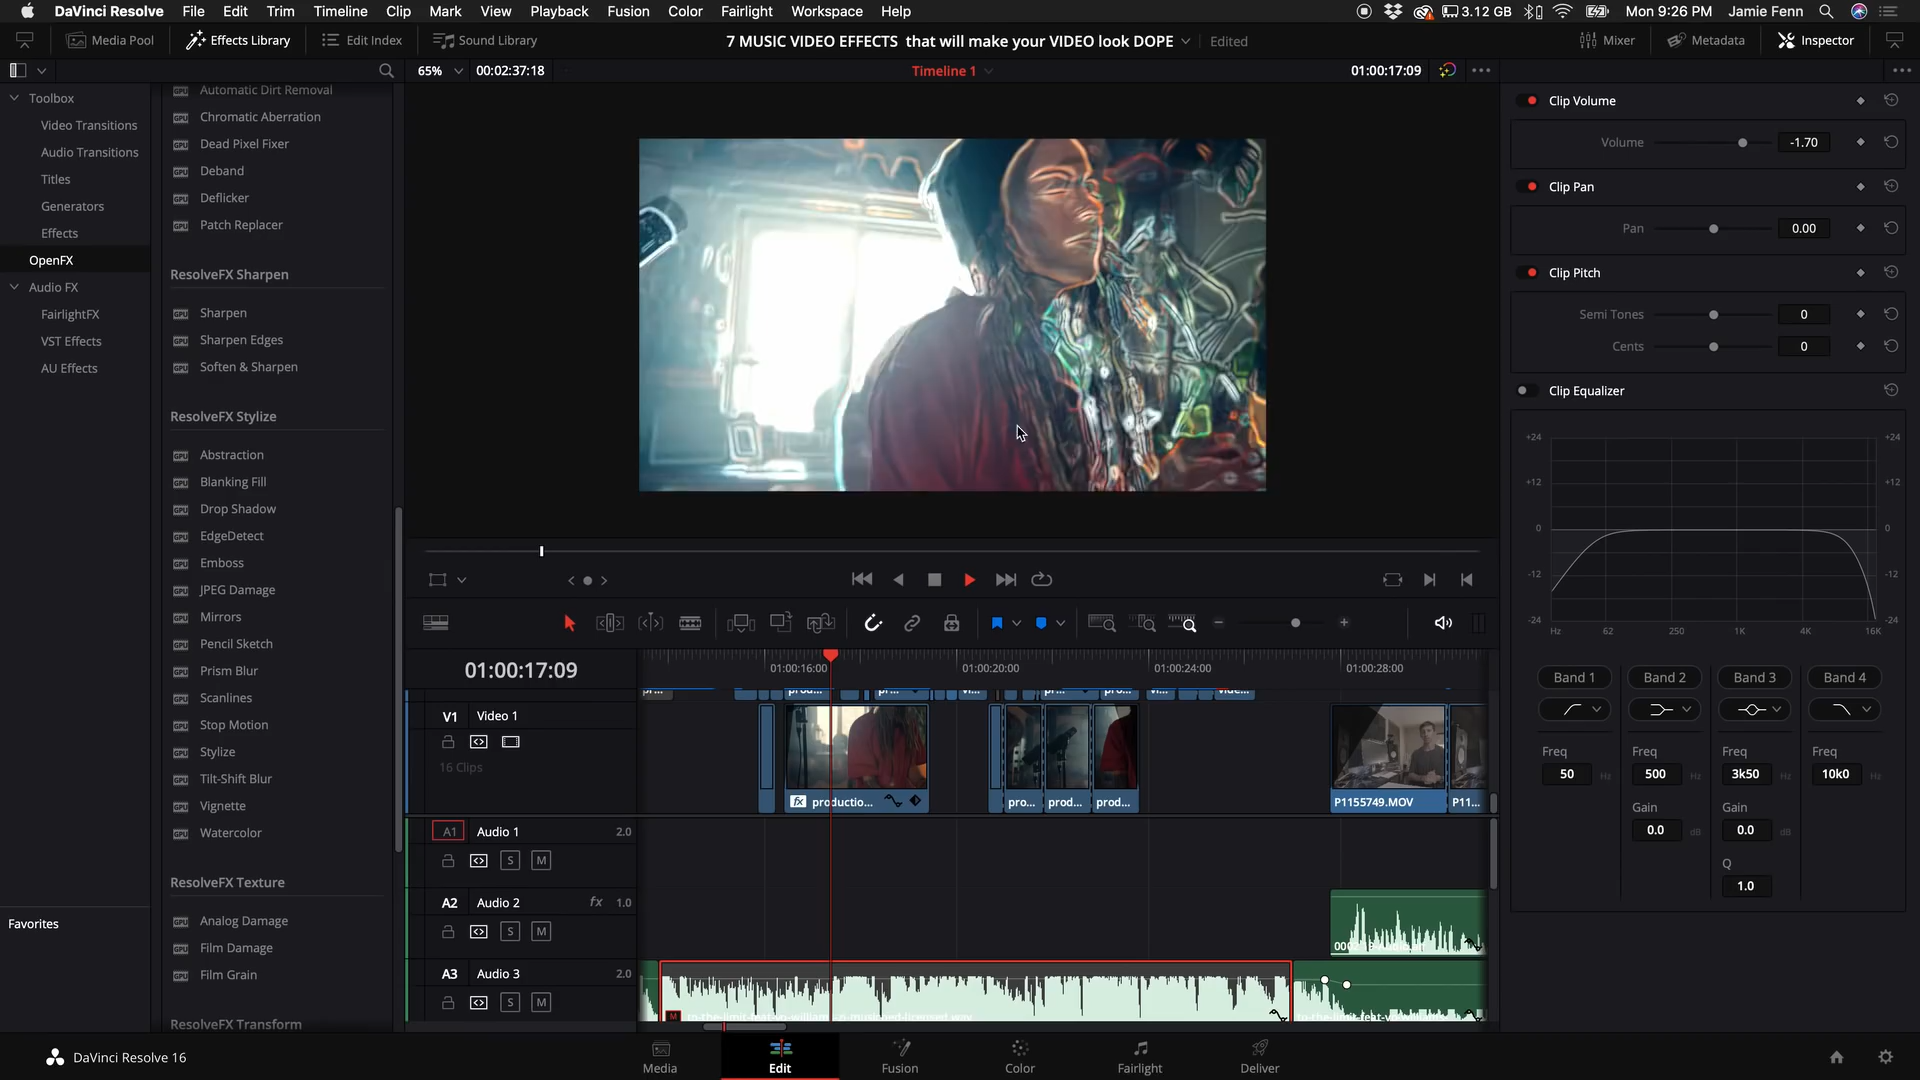 DaVinci Resolve File Edit Trim Timeline Clip Mark View Playback Fusion Color Fairlight Workspace Help 3.12 GB Mon 9:26 PM Jamie Fenn
Media Pool Effects Library Edit Index Sound Library 7 MUSIC VIDEO EFFECTS that will make your VIDEO look DOPE Edited Mixer Metadata Inspector
65% 00:02:37:18 Timeline 1 01:00:17:09
Toolbox
Video Transitions
Audio Transitions
Titles
Generators
Effects
OpenFX
Audio FX
FairlightFX
VST Effects
AU Effects
Favorites
Automatic Dirt Removal
Chromatic Aberration
Dead Pixel Fixer
Deband
Deflicker
Patch Replacer
ResolveFX Sharpen
Sharpen
Sharpen Edges
Soften & Sharpen
ResolveFX Stylize
Abstraction
Blanking Fill
Drop Shadow
EdgeDetect
Emboss
JPEG Damage
Mirrors
Pencil Sketch
Prism Blur
Scanlines
Stop Motion
Stylize
Tilt-Shift Blur
Vignette
Watercolor
ResolveFX Texture
Analog Damage
Film Damage
Film Grain
ResolveFX Transform
Clip Volume
Volume -1.70
Clip Pan
Pan 0.00
Clip Pitch
Semi Tones 0
Cents 0
Clip Equalizer
+24 +24
+12 +12
0 0
-12 -12
-24 -24
Hz 62 250 1K 4K 16K
Band 1 Band 2 Band 3 Band 4
Freq Freq Freq Freq
50 Hz 500 Hz 3k50 Hz 10k0 Hz
Gain Gain
0.0 dB 0.0 dB
Q
1.0
01:00:17:09 01:00:16:00 01:00:20:00 01:00:24:00 01:00:28:00
V1 Video 1
16 Clips
fx productio... pro... prod... prod... P1155749.MOV P11...
A1 Audio 1 2.0
S M
A2 Audio 2 fx 1.0
S M
A3 Audio 3 2.0
S M
DaVinci Resolve 16 Media Edit Fusion Color Fairlight Deliver